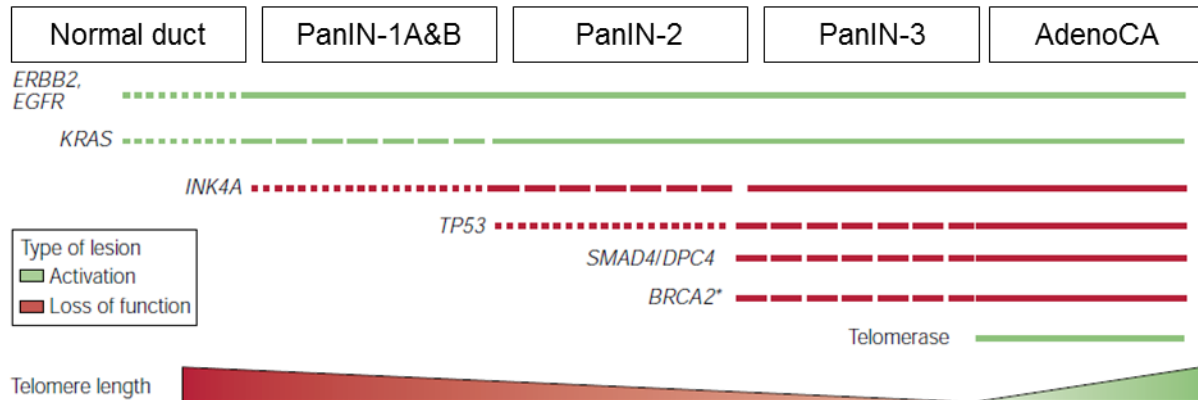 Normal duct PanIN-1A&B PanIN-2 PanIN-3 AdenoCA
ERBB2,
EGFR
KRAS
INK4A
TP53
SMAD4/DPC4
BRCA2*
Type of lesion
Activation
Loss of function
Telomerase
Telomere length